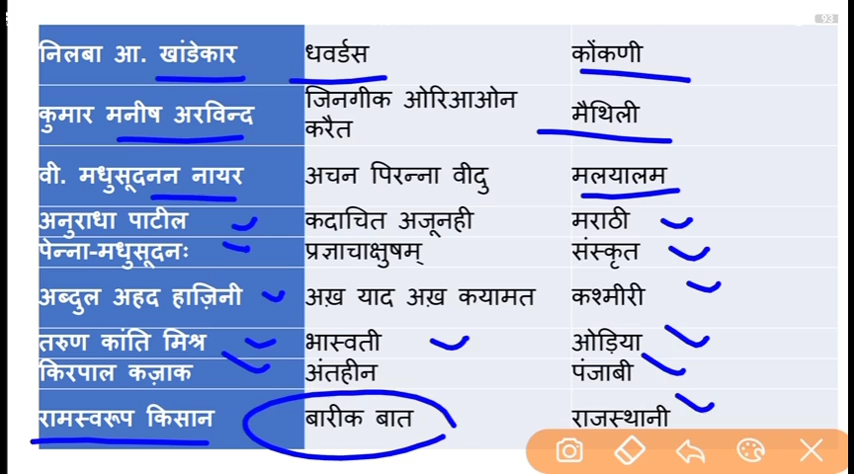 93
निलबा आ. खांडेकार धवर्डस कोंकणी
कुमार मनीष अरविन्द जिनगीक ओरिआओन करैत मैथिली
वी. मधुसूदनन नायर अचन पिरन्ना वीदु मलयालम
अनुराधा पाटील कदाचित अजूनही मराठी
पेन्ना-मधुसूदनः प्रज्ञाचाक्षुषम् संस्कृत
अब्दुल अहद हाज़िनी अख़ याद अख़ कयामत कश्मीरी
तरुण कांति मिश्र भास्वती ओड़िया
किरपाल कज़ाक अंतहीन पंजाबी
रामस्वरूप किसान बारीक बात राजस्थानी